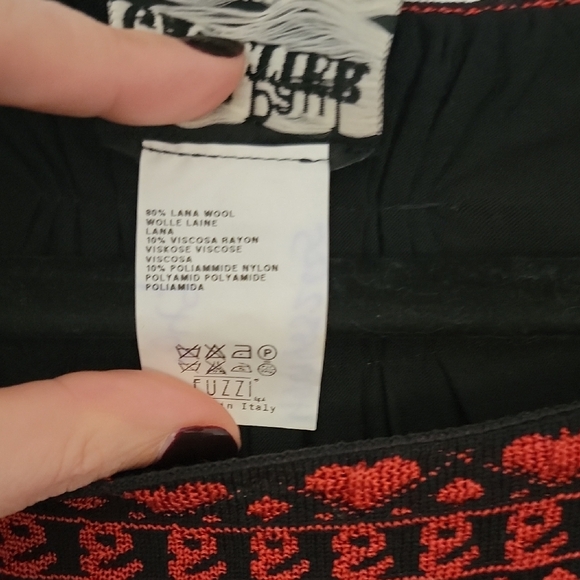 80% LANA WOOL
WOLLE LAINE
LANA
10% VISCOSA RAYON
VISKOSE VISCOSE
VISCOSA
10% POLIAMMIDE NYLON
POLYAMID POLYAMIDE
POLIAMIDA
P
FUZZI
SpA
in Italy